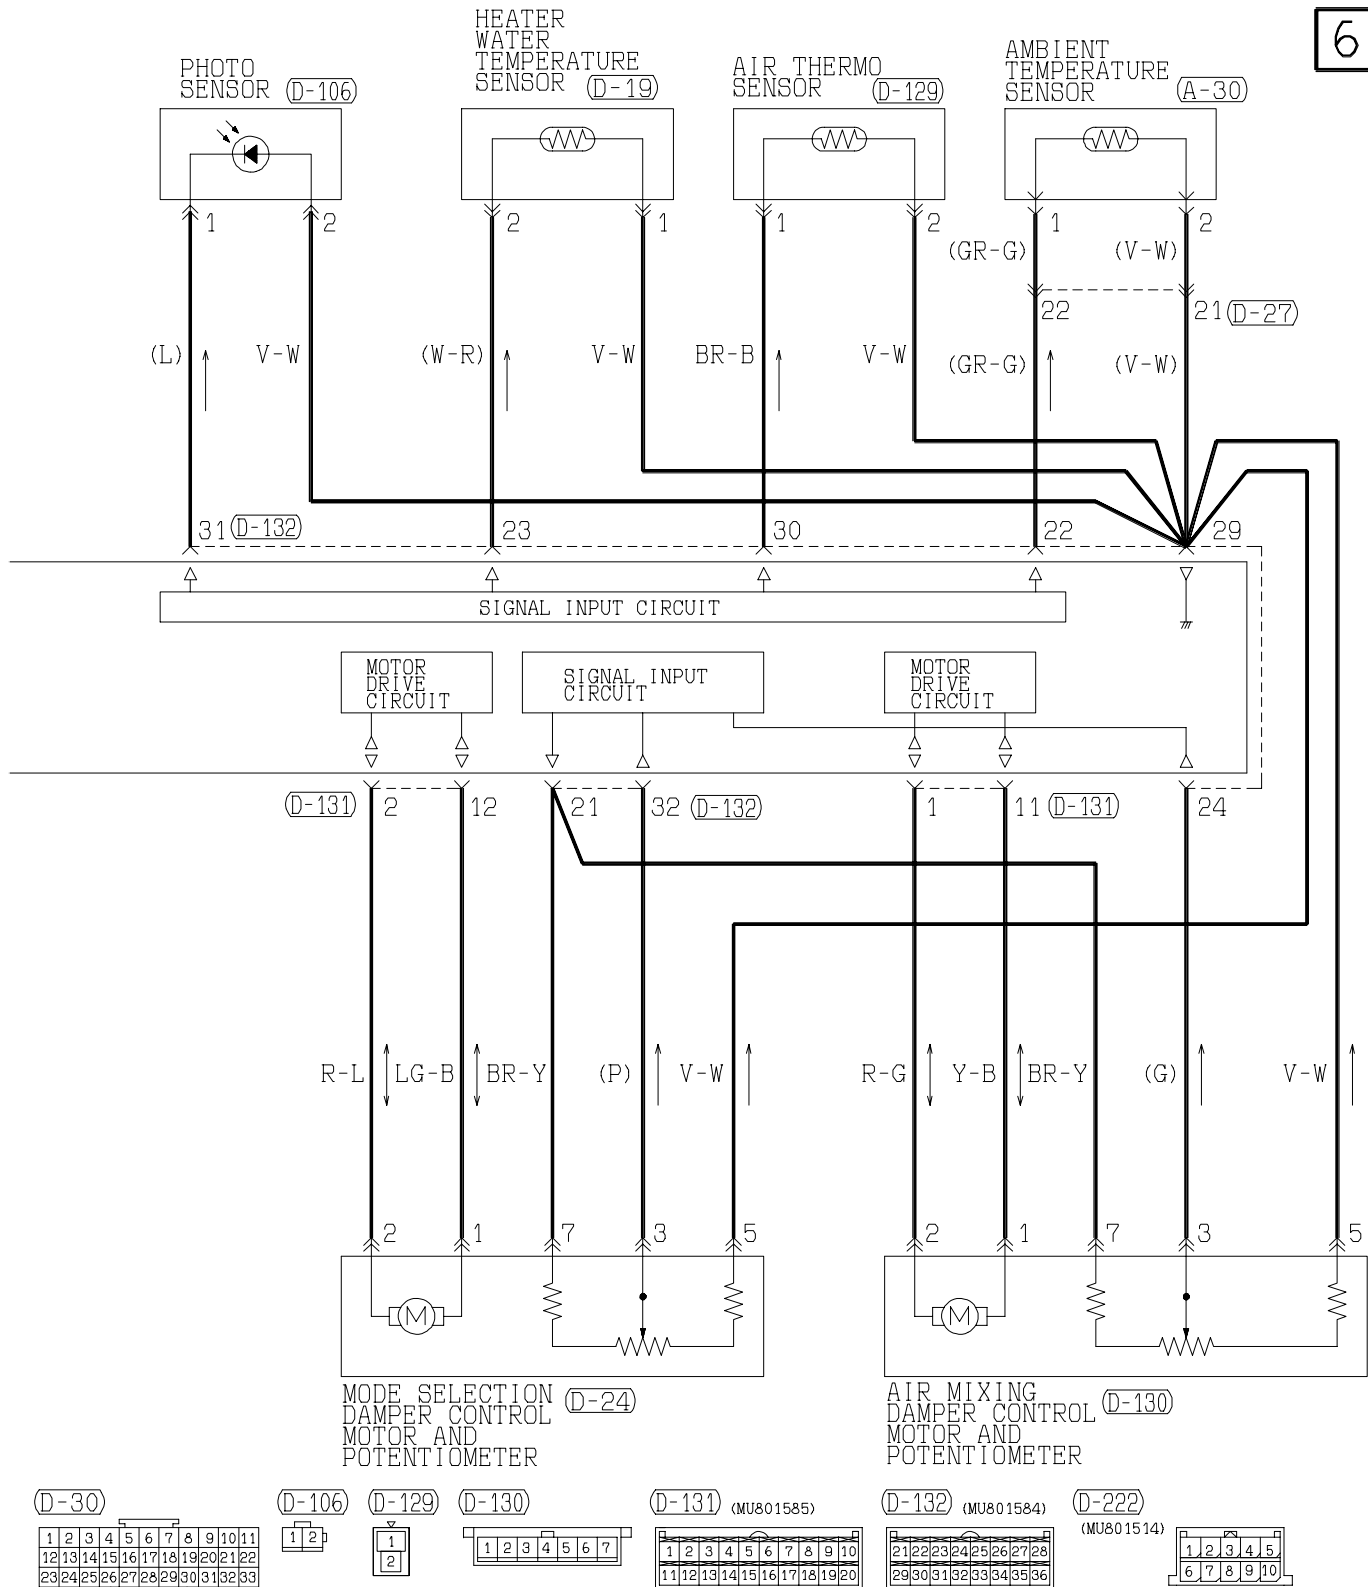 6
PHOTO
SENSOR (D-106)
HEATER
WATER
TEMPERATURE
SENSOR (D-19)
AIR THERMO
SENSOR (D-129)
AMBIENT
TEMPERATURE
SENSOR (A-30)
1 2 2 1 1 2 1 2
(GR-G) (V-W)
22 21 (D-27)
(L) V-W (W-R) V-W BR-B V-W (GR-G) (V-W)
31 (D-132) 23 30 22 29
SIGNAL INPUT CIRCUIT
MOTOR
DRIVE
CIRCUIT
SIGNAL INPUT
CIRCUIT
MOTOR
DRIVE
CIRCUIT
(D-131) 2 12 21 32 (D-132) 1 11 (D-131) 24
R-L LG-B BR-Y (P) V-W R-G Y-B BR-Y (G) V-W
2 1 7 3 5 2 1 7 3 5
M M
MODE SELECTION (D-24)
DAMPER CONTROL
MOTOR AND
POTENTIOMETER
AIR MIXING (D-130)
DAMPER CONTROL
MOTOR AND
POTENTIOMETER
(D-30)
1 2 3 4 5 6 7 8 9 10 11
12 13 14 15 16 17 18 19 20 21 22
23 24 25 26 27 28 29 30 31 32 33
(D-106)
1 2
(D-129)
1
2
(D-130)
1 2 3 4 5 6 7
(D-131) (MU801585)
1 2 3 4 5 6 7 8 9 10
11 12 13 14 15 16 17 18 19 20
(D-132) (MU801584)
21 22 23 24 25 26 27 28
29 30 31 32 33 34 35 36
(D-222)
(MU801514)
1 2 3 4 5
6 7 8 9 10